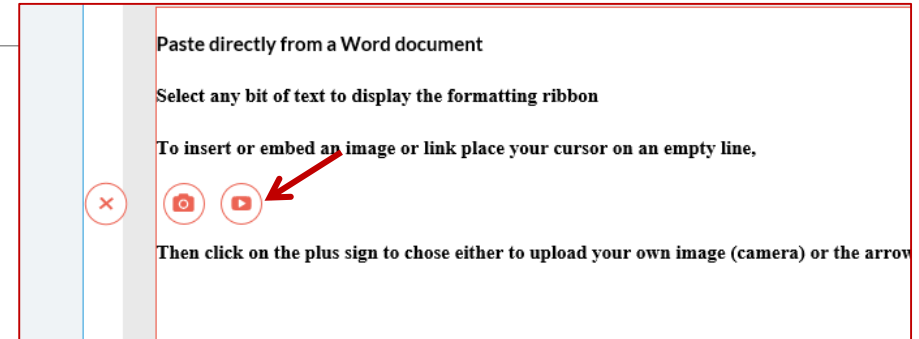 Paste directly from a Word document
Select any bit of text to display the formatting ribbon
To insert or embed an image or link place your cursor on an empty line,
Then click on the plus sign to chose either to upload your own image (camera) or the arrow